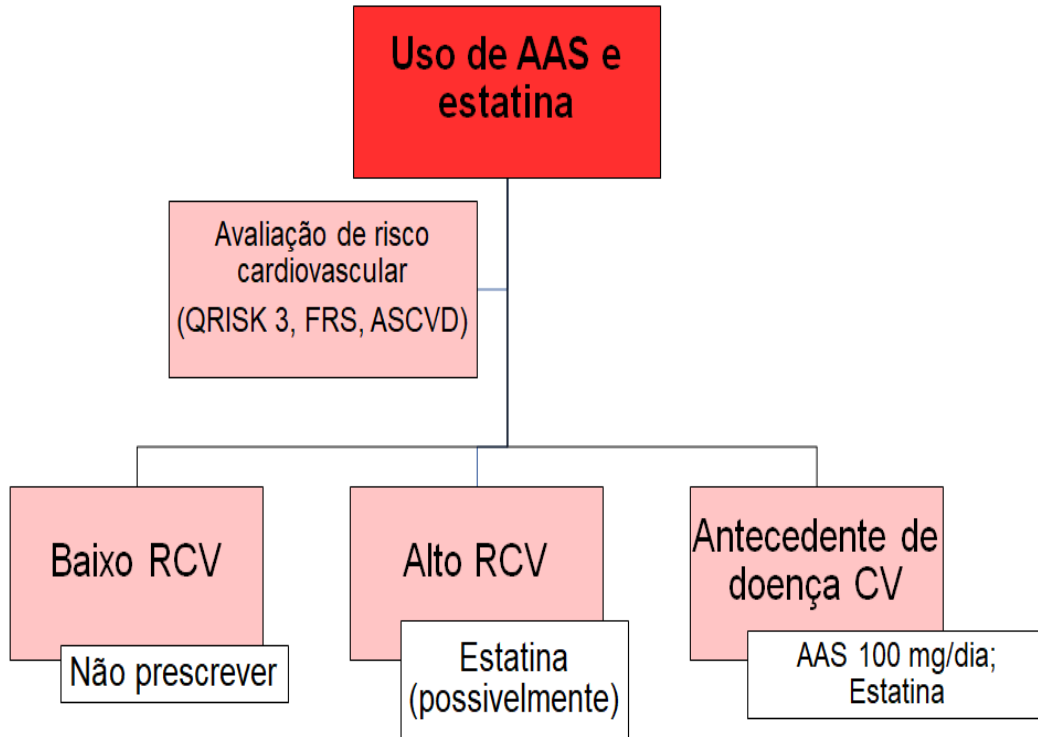 Uso de AAS e
estatina
Avaliação de risco
cardiovascular
(QRISK 3, FRS, ASCVD)
Baixo RCV
Não prescrever
Alto RCV
Estatina
(possivelmente)
Antecedente de
doença CV
AAS 100 mg/dia;
Estatina